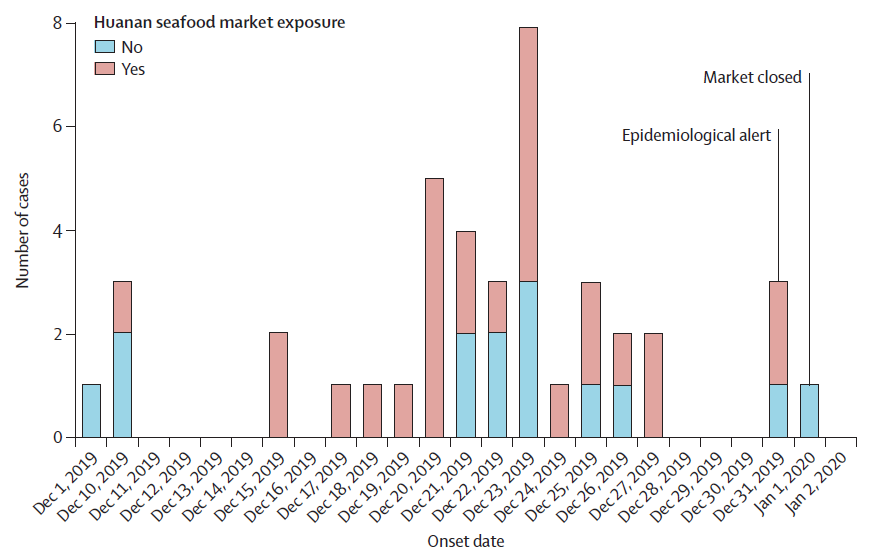 Huanan seafood market exposure
No
Yes
Market closed
Epidemiological alert
Number of cases
8
6
4
2
0
Dec 1, 2019
Dec 10, 2019
Dec 11, 2019
Dec 12, 2019
Dec 13, 2019
Dec 14, 2019
Dec 15, 2019
Dec 16, 2019
Dec 17, 2019
Dec 18, 2019
Dec 19, 2019
Dec 20, 2019
Dec 21, 2019
Dec 22, 2019
Dec 23, 2019
Dec 24, 2019
Dec 25, 2019
Dec 26, 2019
Dec 27, 2019
Dec 28, 2019
Dec 29, 2019
Dec 30, 2019
Dec 31, 2019
Jan 1, 2020
Jan 2, 2020
Onset date